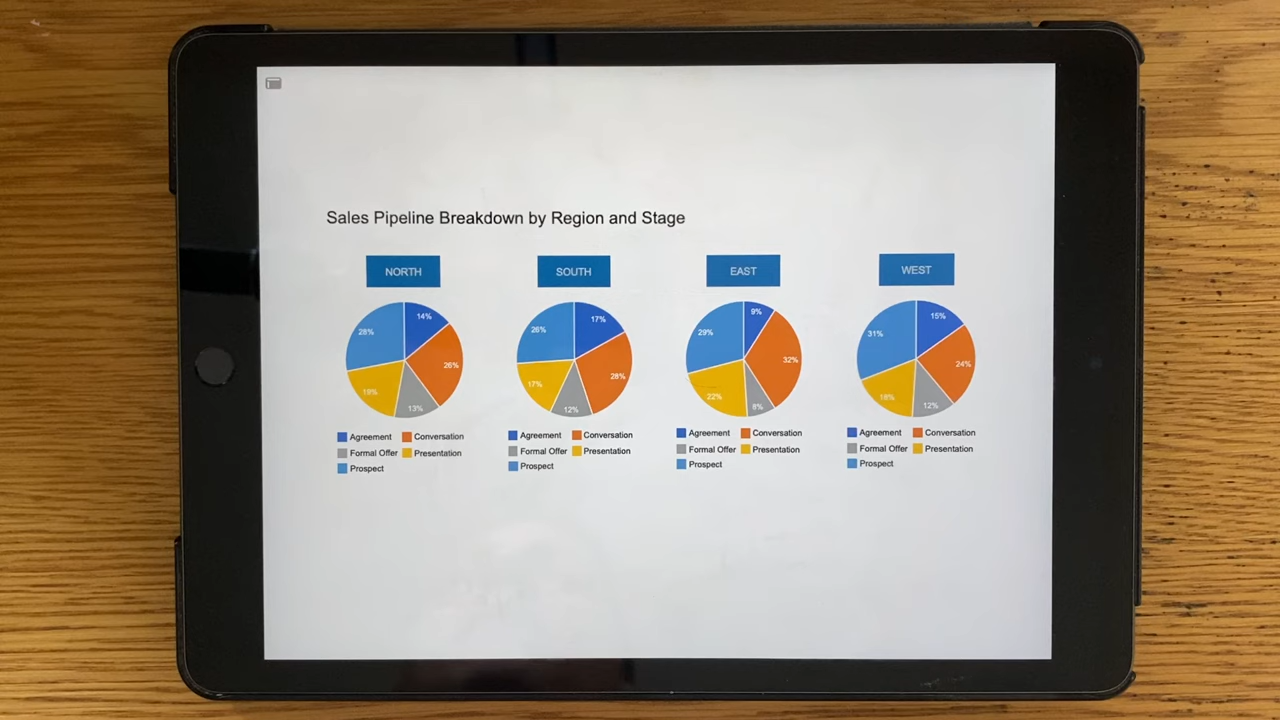 Sales Pipeline Breakdown by Region and Stage
NORTH
SOUTH
EAST
WEST
14%
26%
13%
19%
28%
Agreement Conversation
Formal Offer Presentation
Prospect
17%
28%
12%
17%
26%
Agreement Conversation
Formal Offer Presentation
Prospect
9%
32%
8%
22%
29%
Agreement Conversation
Formal Offer Presentation
Prospect
15%
24%
12%
18%
31%
Agreement Conversation
Formal Offer Presentation
Prospect